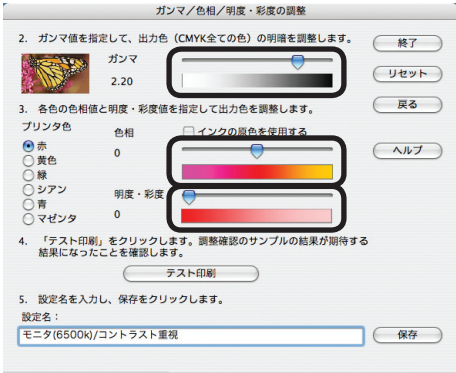 ガンマ／色相／明度・彩度の調整
2. ガンマ値を指定して、出力色（CMYK全ての色）の明暗を調整します。
終了
ガンマ
2.20
リセット
戻る
3. 各色の色相値と明度・彩度値を指定して出力色を調整します。
プリンタ色
色相
インクの原色を使用する
赤
0
ヘルプ
黄色
緑
シアン
明度・彩度
青
0
マゼンタ
4. 「テスト印刷」をクリックします。調整確認のサンプルの結果が期待する
結果になったことを確認します。
テスト印刷
5. 設定名を入力し、保存をクリックします。
設定名：
モニタ(6500k)/コントラスト重視
保存